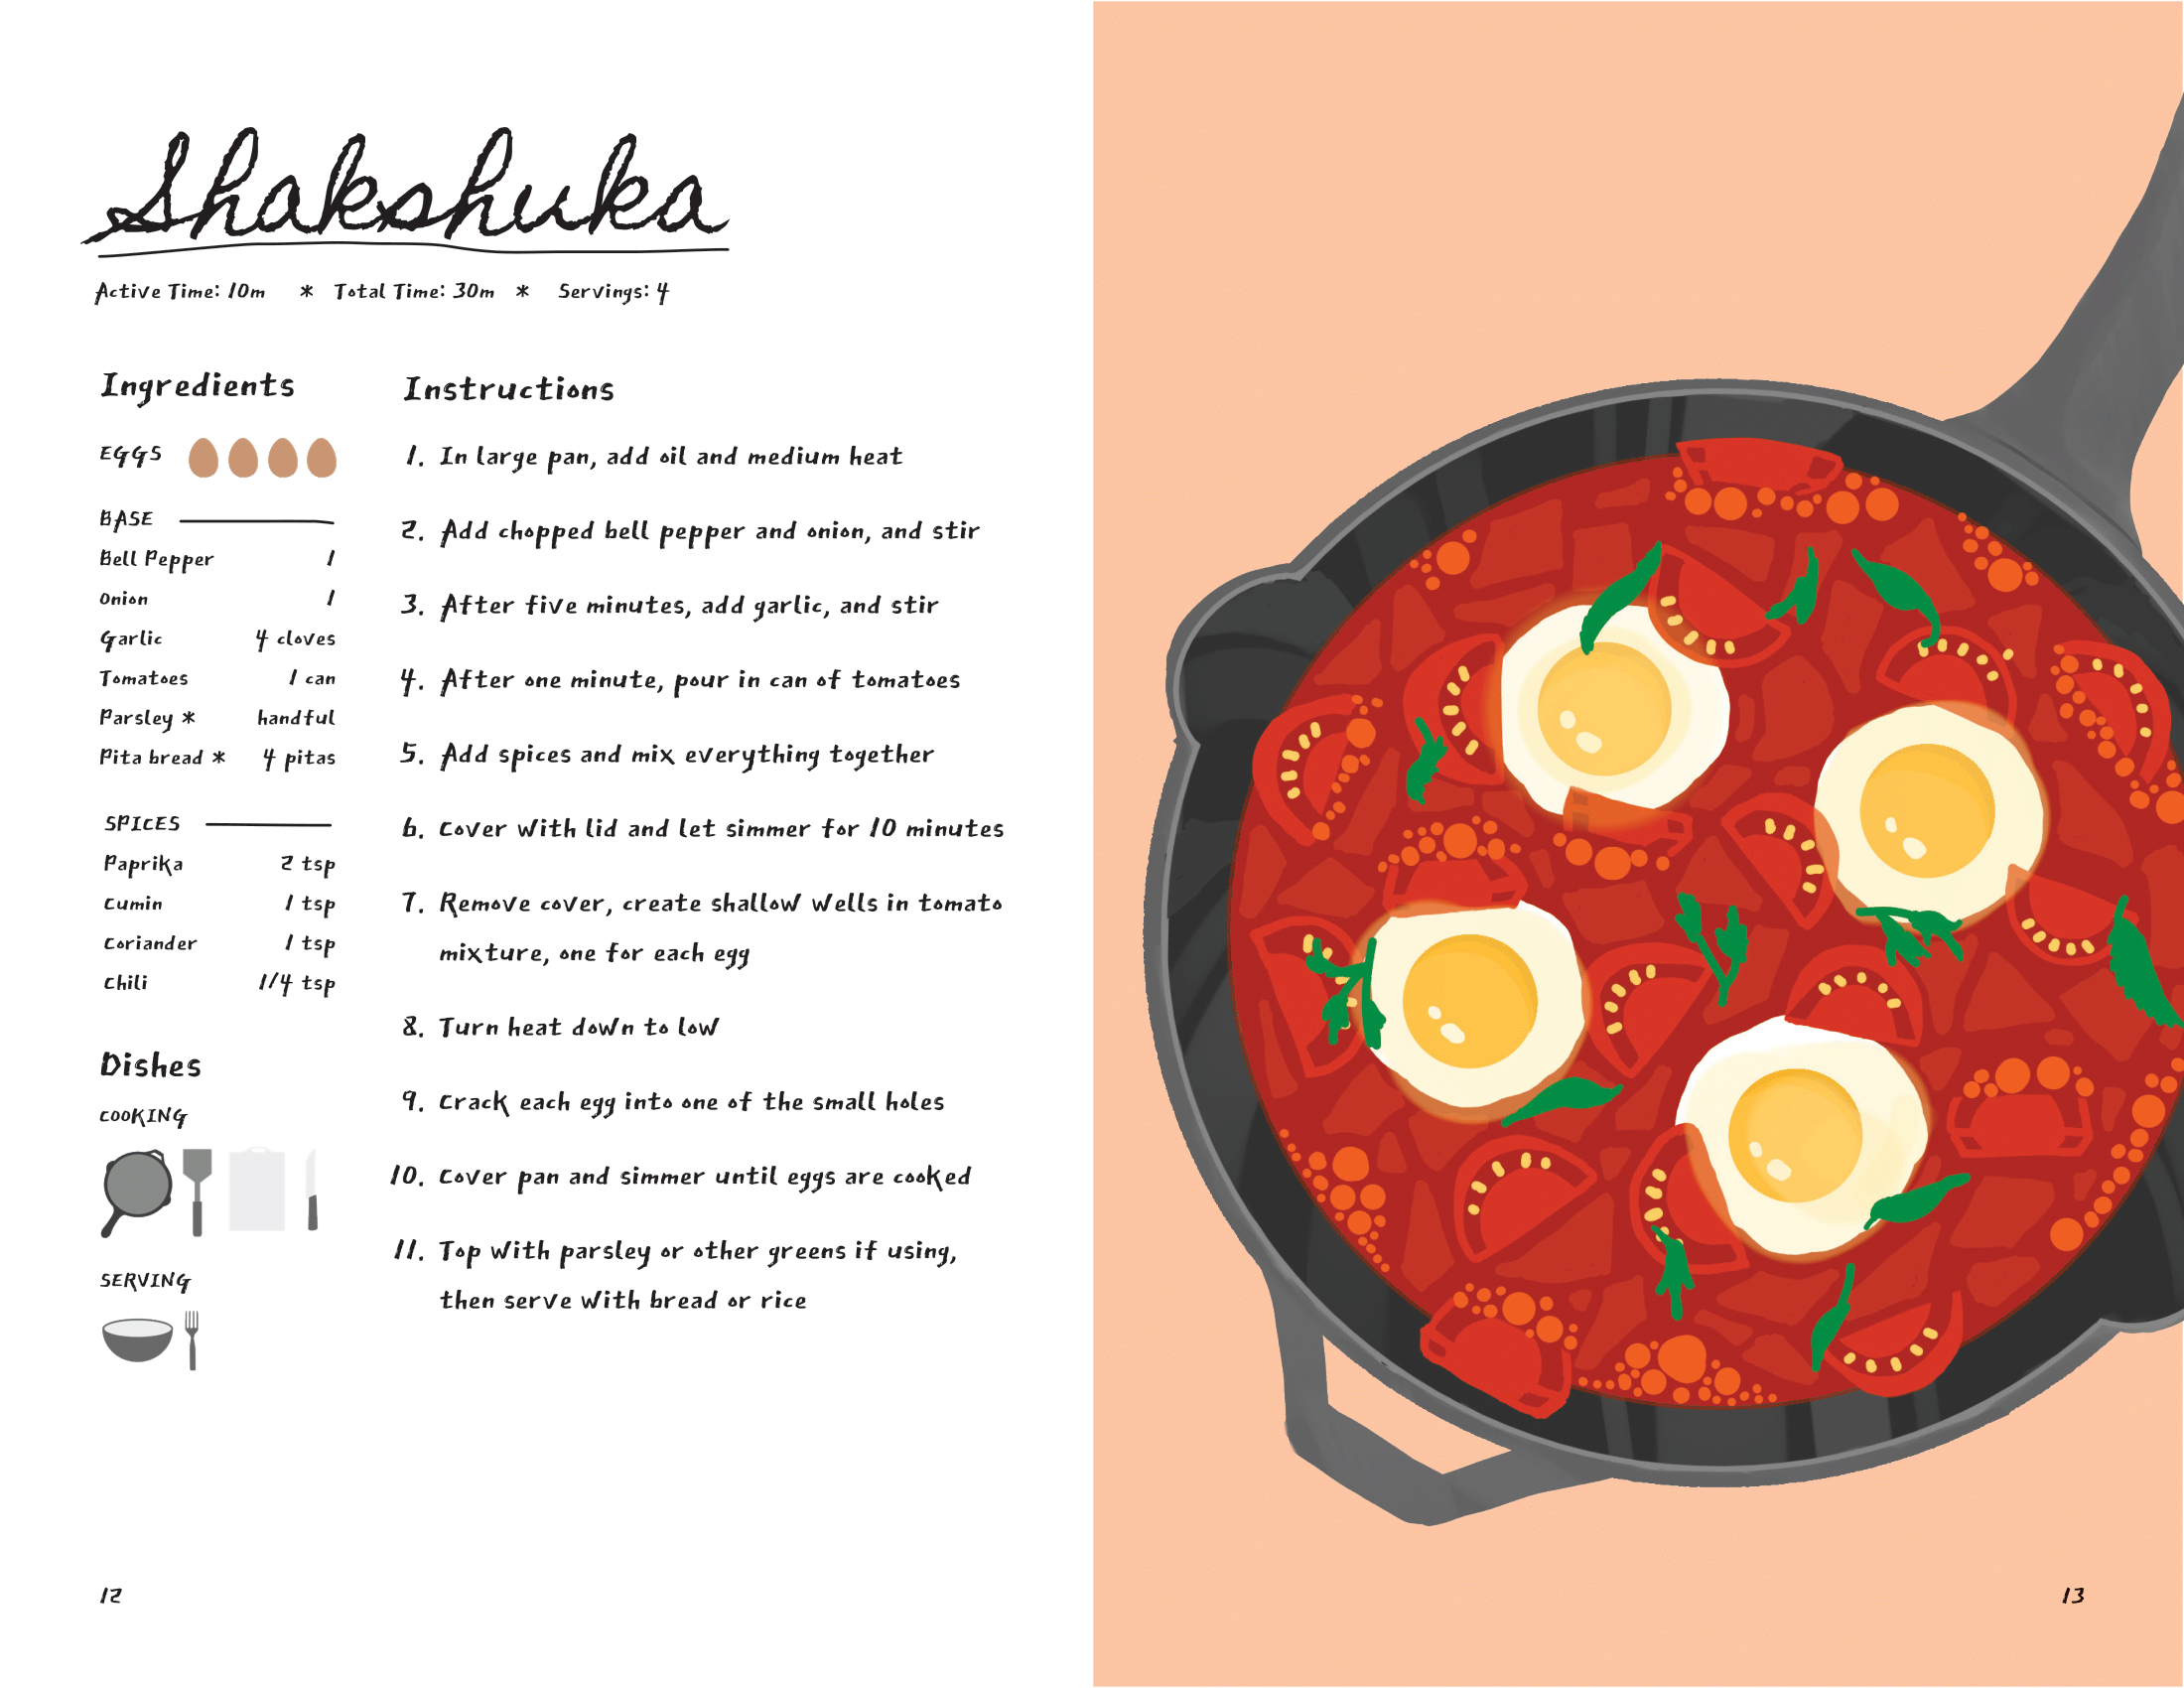 Shakshuka
Active Time: 10m * Total Time: 30m * Servings: 4
Ingredients
EGGS
BASE
Bell Pepper 1
Onion 1
Garlic 4 cloves
Tomatoes 1 can
Parsley * handful
Pita bread * 4 pitas
SPICES
Paprika 2 tsp
Cumin 1 tsp
Coriander 1 tsp
Chili 1/4 tsp
Dishes
COOKING
SERVING
Instructions
1. In large pan, add oil and medium heat
2. Add chopped bell pepper and onion, and stir
3. After five minutes, add garlic, and stir
4. After one minute, pour in can of tomatoes
5. Add spices and mix everything together
6. Cover with lid and let simmer for 10 minutes
7. Remove cover, create shallow wells in tomato
mixture, one for each egg
8. Turn heat down to low
9. Crack each egg into one of the small holes
10. Cover pan and simmer until eggs are cooked
11. Top with parsley or other greens if using,
then serve with bread or rice
12
13